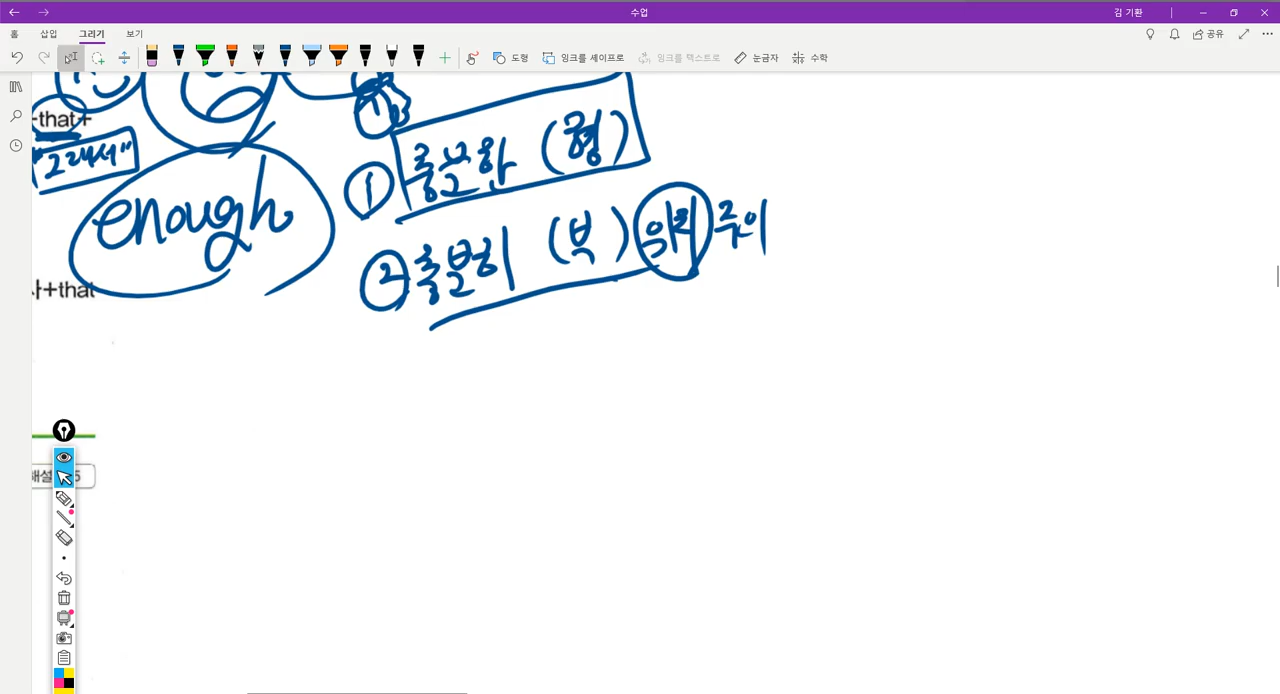 수업
김 기환
홈 삽입 그리기 보기
공유
도형 잉크를 셰이프로 잉크를 텍스트로 눈금자 수학
+that+
"그래서"
enough
① 충분한 (형)
② 충분히 (부) 위치 주의
사+that
해설 5